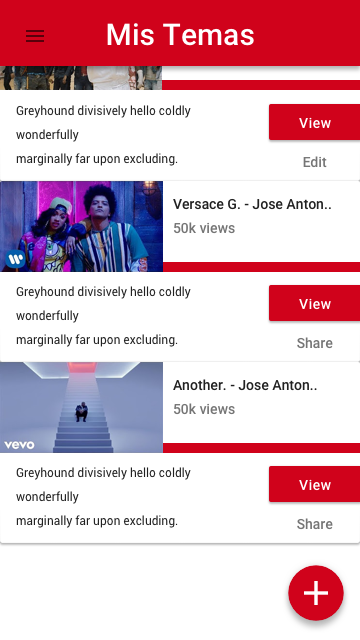 Mis Temas
Greyhound divisively hello coldly
wonderfully
marginally far upon excluding.
View
Edit
Versace G. - Jose Anton..
50k views
Greyhound divisively hello coldly
wonderfully
marginally far upon excluding.
View
Share
vevo
Another. - Jose Anton..
50k views
Greyhound divisively hello coldly
wonderfully
marginally far upon excluding.
View
Share